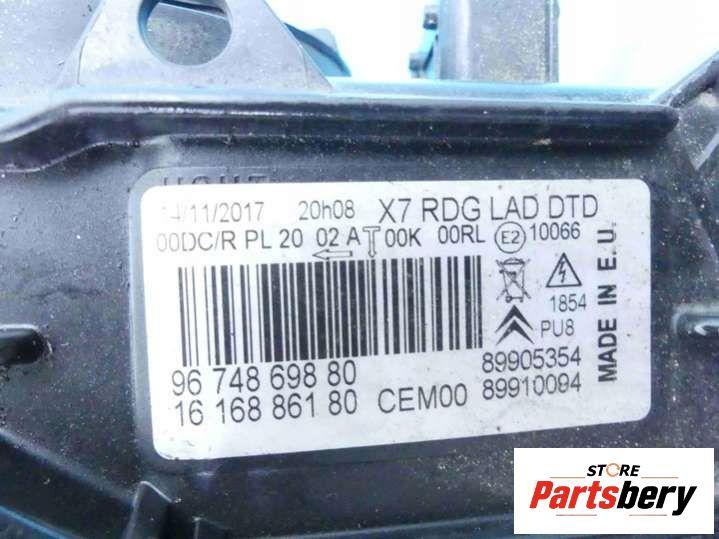 14/11/2017 20h08 X7 RDG LAD DTD
00DC/R PL 20 02 A 00K 00RL E2 10066
1854
PU8
MADE IN E.U.
96 748 698 80
16 168 861 80 CEM00
89905354
89910094
STORE
Partsbery